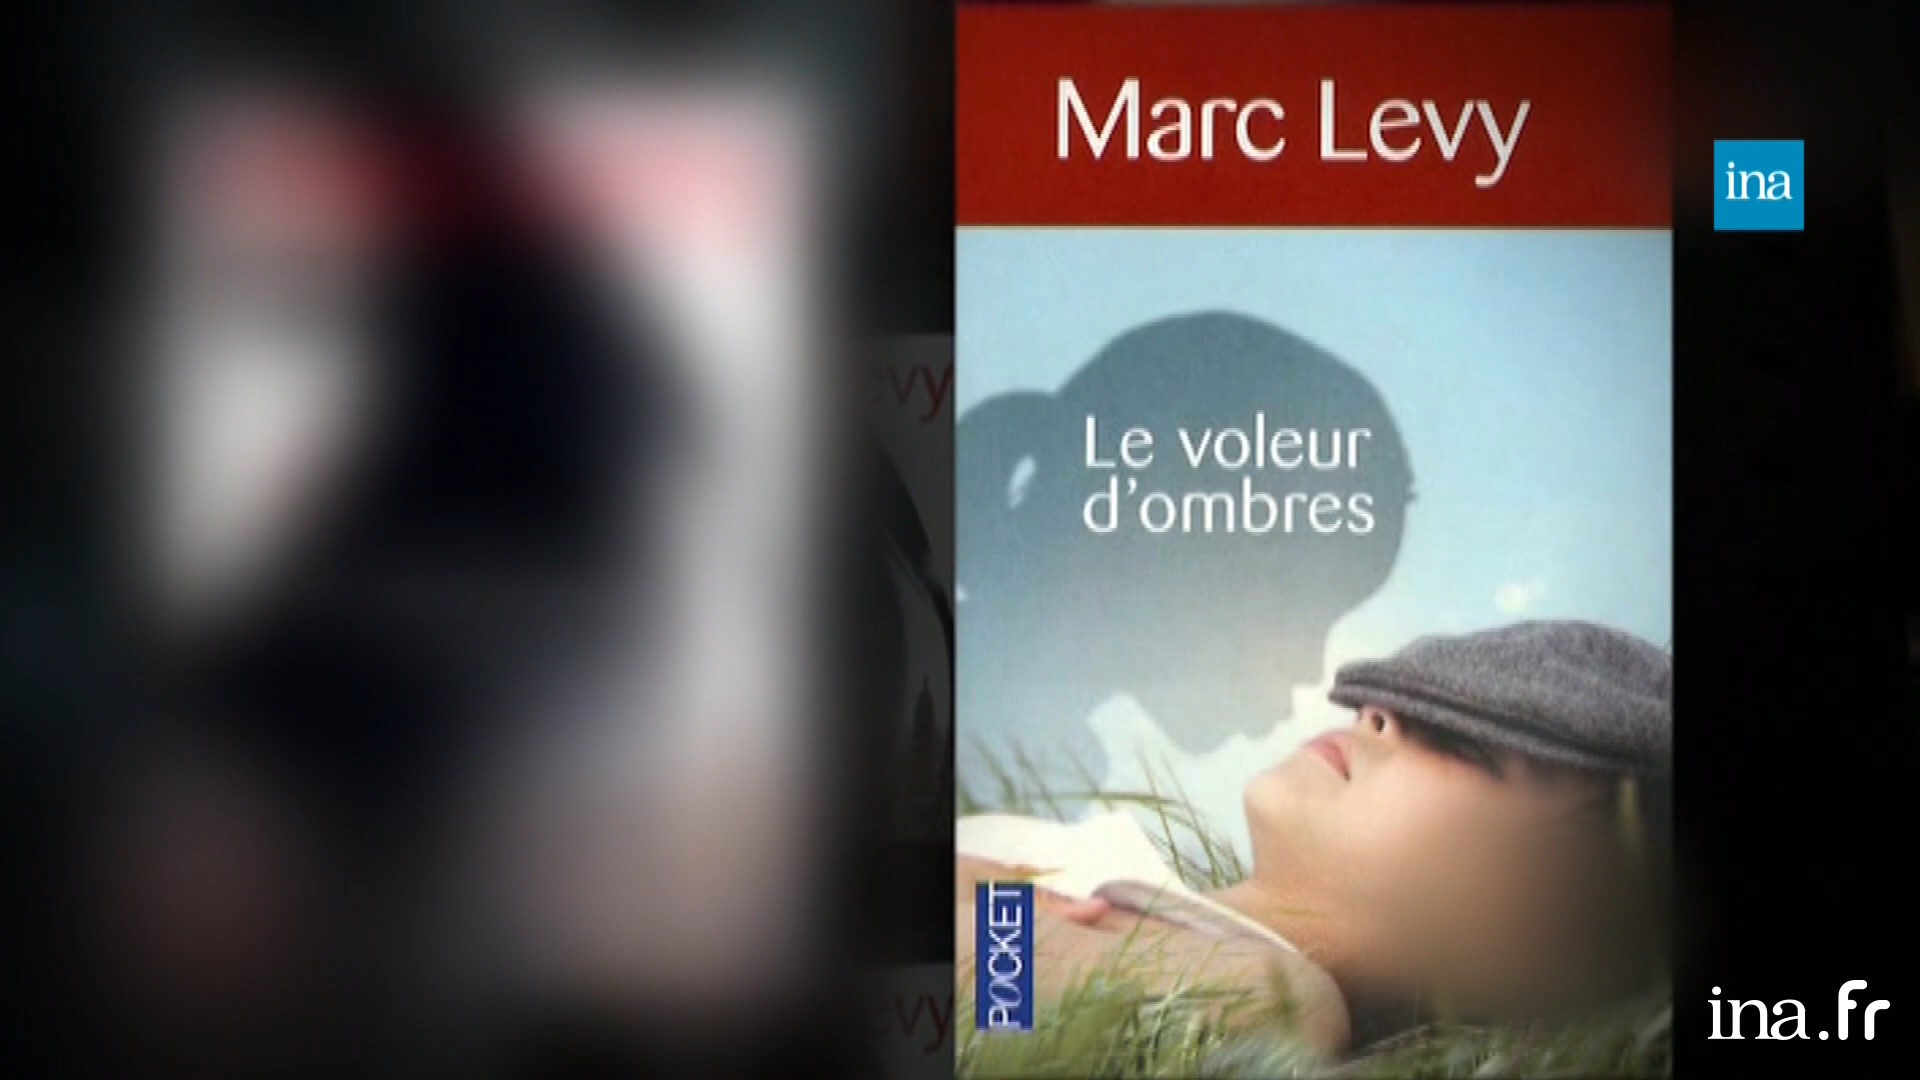 Marc Levy
ina
Le voleur
d'ombres
POCKET
ina.fr